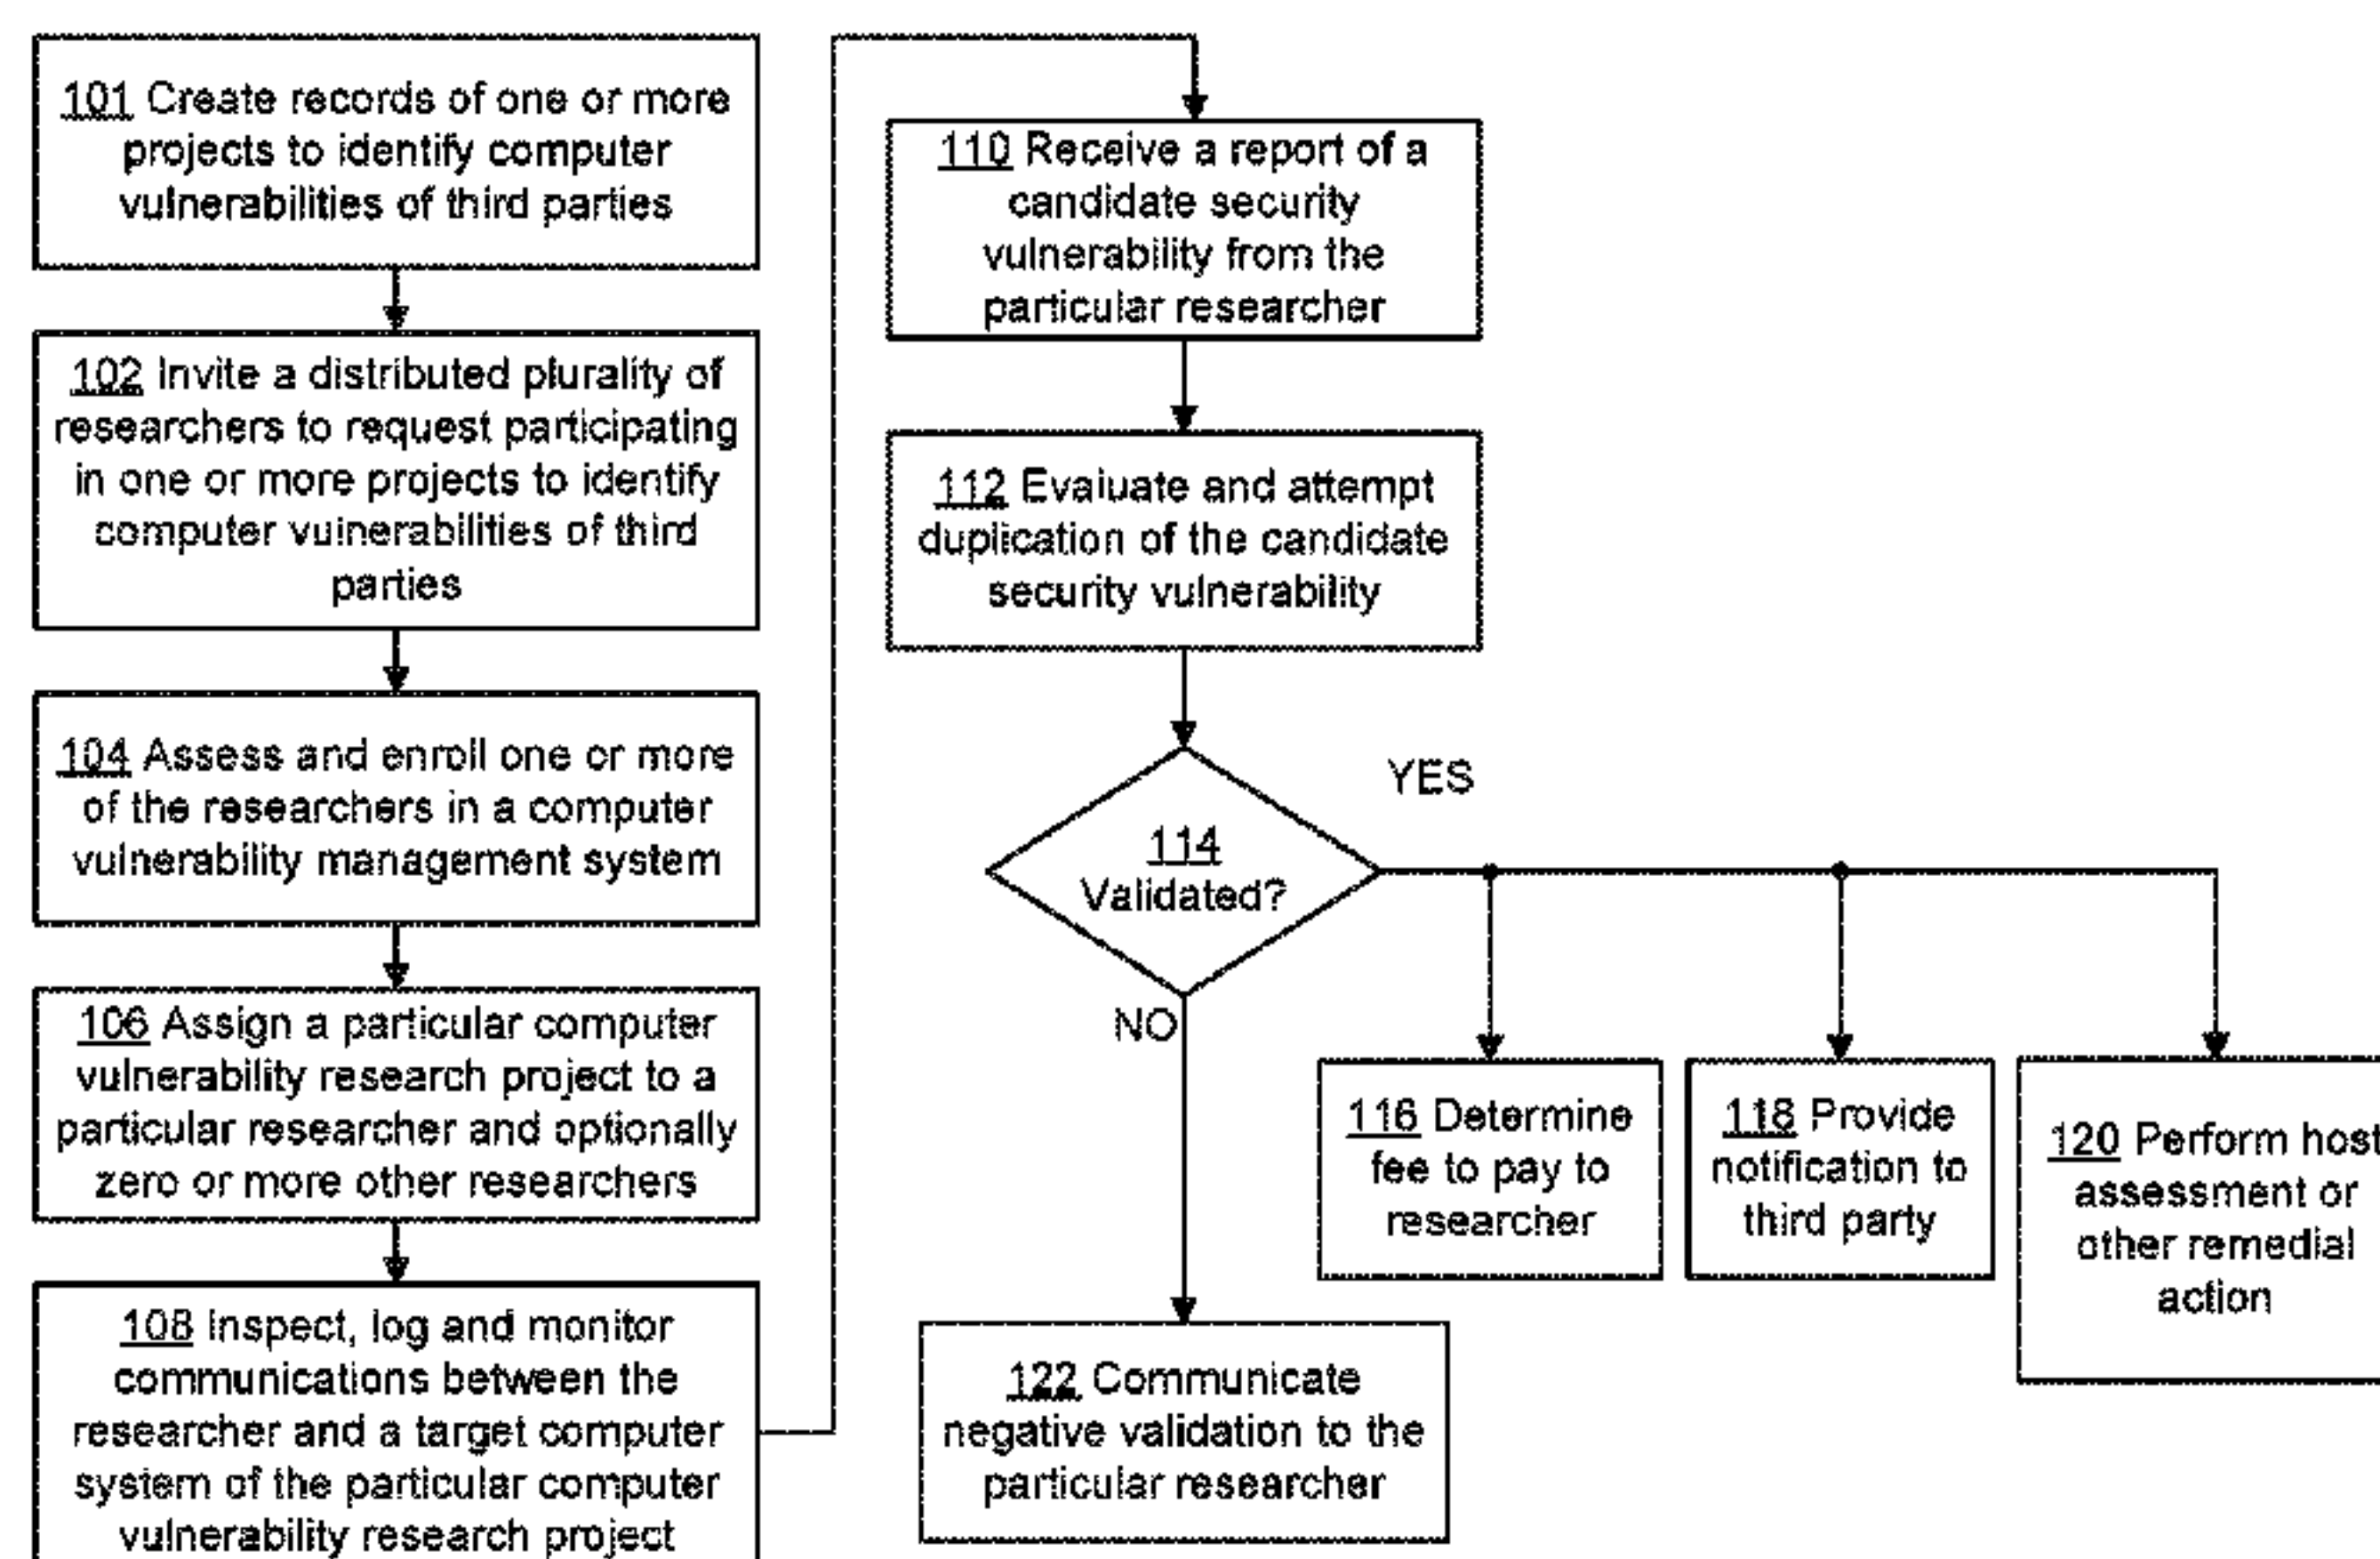 101 Create records of one or more
projects to identify computer
vulnerabilities of third parties
102 Invite a distributed plurality of
researchers to request participating
in one or more projects to identify
computer vulnerabilities of third
parties
104 Assess and enroll one or more
of the researchers in a computer
vulnerability management system
106 Assign a particular computer
vulnerability research project to a
particular researcher and optionally
zero or more other researchers
108 Inspect, log and monitor
communications between the
researcher and a target computer
system of the particular computer
vulnerability research project
110 Receive a report of a
candidate security
vulnerability from the
particular researcher
112 Evaluate and attempt
duplication of the candidate
security vulnerability
114
Validated?
YES
NO
116 Determine
fee to pay to
researcher
118 Provide
notification to
third party
120 Perform host
assessment or
other remedial
action
122 Communicate
negative validation to the
particular researcher